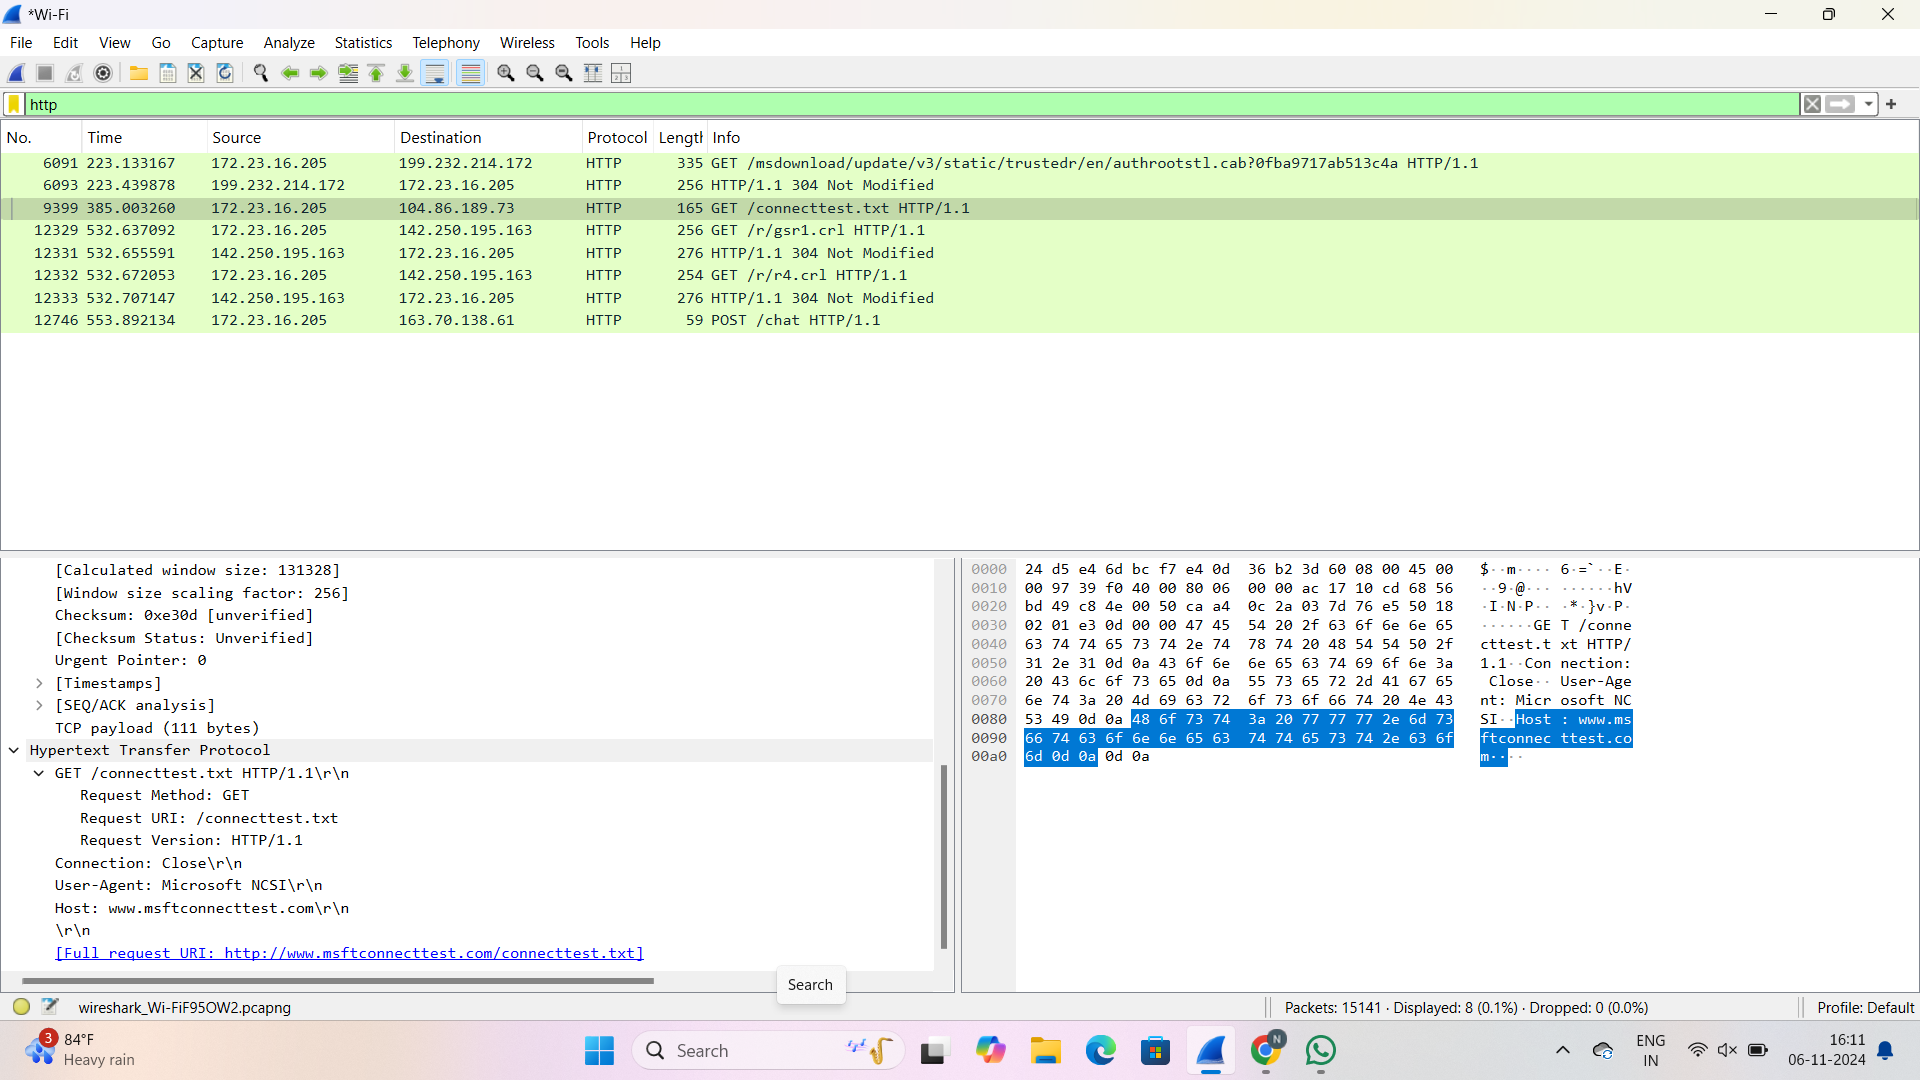 *Wi-Fi
File Edit View Go Capture Analyze Statistics Telephony Wireless Tools Help
http
No. Time Source Destination Protocol Length Info
6091 223.133167 172.23.16.205 199.232.214.172 HTTP 335 GET /msdownload/update/v3/static/trustedr/en/authrootstl.cab?0fba9717ab513c4a HTTP/1.1
6093 223.439878 199.232.214.172 172.23.16.205 HTTP 256 HTTP/1.1 304 Not Modified
9399 385.003260 172.23.16.205 104.86.189.73 HTTP 165 GET /connecttest.txt HTTP/1.1
12329 532.637092 172.23.16.205 142.250.195.163 HTTP 256 GET /r/gsr1.crl HTTP/1.1
12331 532.655591 142.250.195.163 172.23.16.205 HTTP 276 HTTP/1.1 304 Not Modified
12332 532.672053 172.23.16.205 142.250.195.163 HTTP 254 GET /r/r4.crl HTTP/1.1
12333 532.707147 142.250.195.163 172.23.16.205 HTTP 276 HTTP/1.1 304 Not Modified
12746 553.892134 172.23.16.205 163.70.138.61 HTTP 59 POST /chat HTTP/1.1
[Calculated window size: 131328]
[Window size scaling factor: 256]
Checksum: 0xe30d [unverified]
[Checksum Status: Unverified]
Urgent Pointer: 0
[Timestamps]
[SEQ/ACK analysis]
TCP payload (111 bytes)
Hypertext Transfer Protocol
GET /connecttest.txt HTTP/1.1\r\n
Request Method: GET
Request URI: /connecttest.txt
Request Version: HTTP/1.1
Connection: Close\r\n
User-Agent: Microsoft NCSI\r\n
Host: www.msftconnecttest.com\r\n
\r\n
[Full request URI: http://www.msftconnecttest.com/connecttest.txt]
0000 24 d5 e4 6d bc f7 e4 0d 36 b2 3d 60 08 00 45 00 $··m···· 6·=`··E·
0010 00 97 39 f0 40 00 80 06 00 00 ac 17 10 cd 68 56 ··9·@··· ······hV
0020 bd 49 c8 4e 00 50 ca a4 0c 2a 03 7d 76 e5 50 18 ·I·N·P·· ·*·}v·P·
0030 02 01 e3 0d 00 00 47 45 54 20 2f 63 6f 6e 6e 65 ······GE T /conne
0040 63 74 74 65 73 74 2e 74 78 74 20 48 54 54 50 2f cttest.t xt HTTP/
0050 31 2e 31 0d 0a 43 6f 6e 6e 65 63 74 69 6f 6e 3a 1.1··Con nection:
0060 20 43 6c 6f 73 65 0d 0a 55 73 65 72 2d 41 67 65 Close·· User-Age
0070 6e 74 3a 20 4d 69 63 72 6f 73 6f 66 74 20 4e 43 nt: Micr osoft NC
0080 53 49 0d 0a 48 6f 73 74 3a 20 77 77 77 2e 6d 73 SI··Host : www.ms
0090 66 74 63 6f 6e 6e 65 63 74 74 65 73 74 2e 63 6f ftconnec ttest.co
00a0 6d 0d 0a 0d 0a m····
Search
wireshark_Wi-FiF95OW2.pcapng
Packets: 15141 · Displayed: 8 (0.1%) · Dropped: 0 (0.0%)
Profile: Default
3
84°F
Heavy rain
Search
N
ENG
IN
16:11
06-11-2024